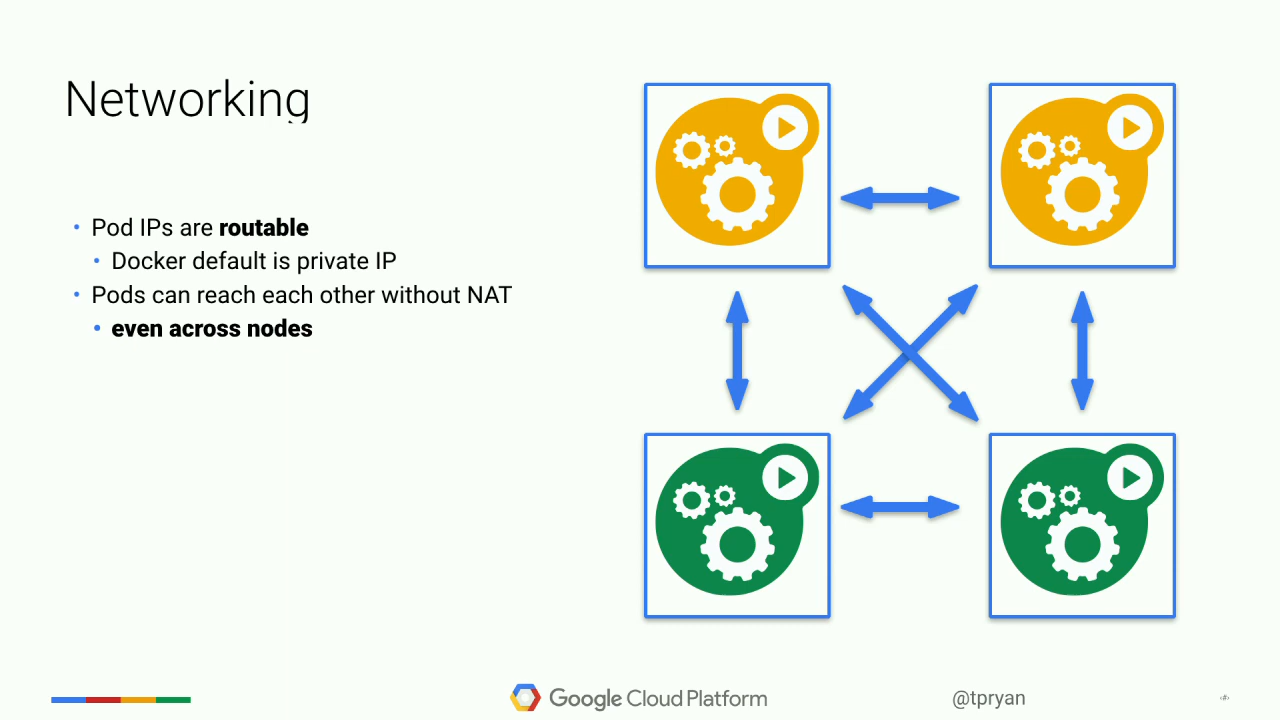 Networking
• Pod IPs are routable
• Docker default is private IP
• Pods can reach each other without NAT
• even across nodes
Google Cloud Platform
@tpryan